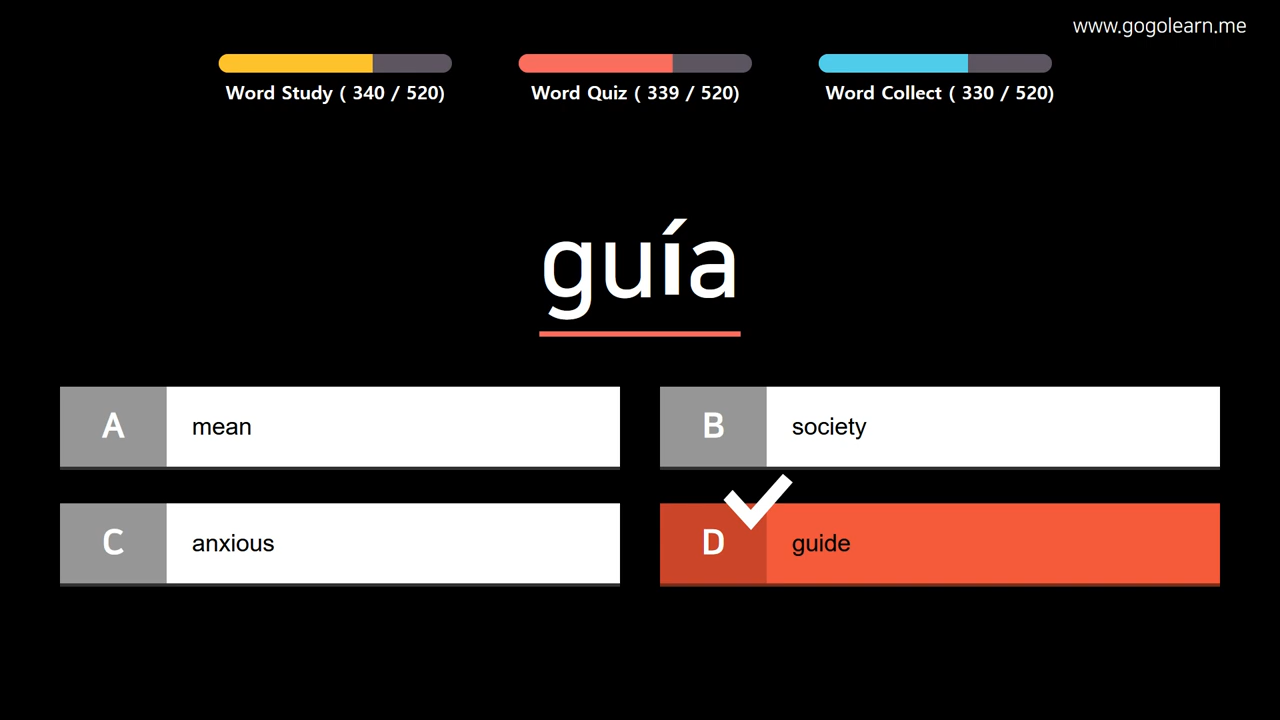 www.gogolearn.me
Word Study ( 340 / 520)
Word Quiz ( 339 / 520)
Word Collect ( 330 / 520)
guía
A mean
B society
C anxious
D guide